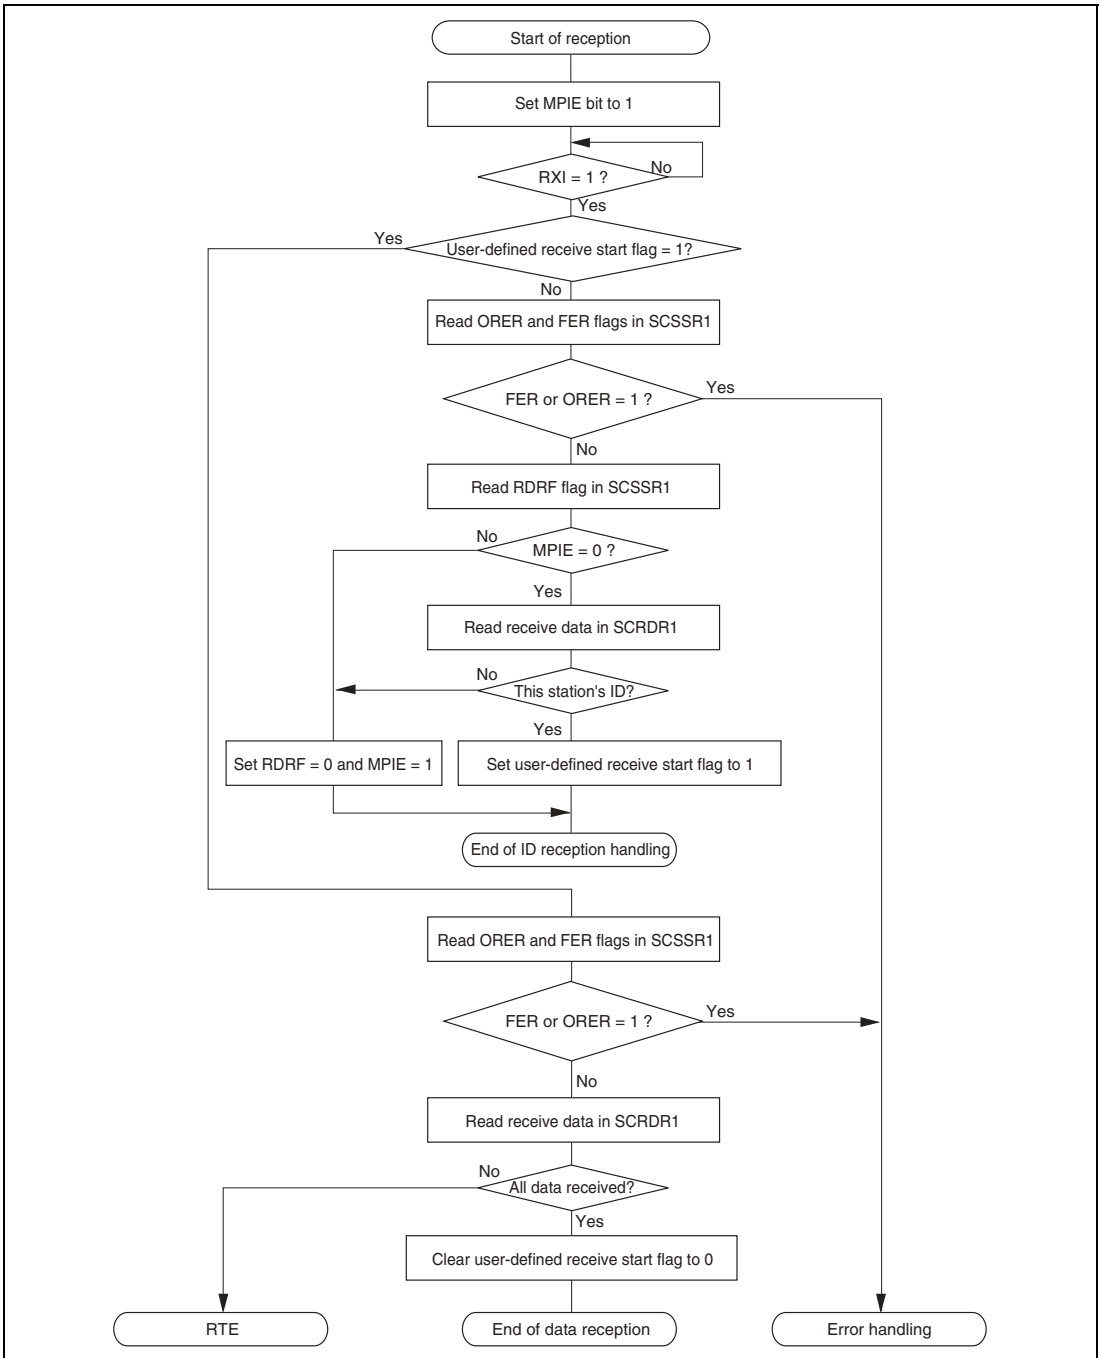 Start of reception
Set MPIE bit to 1
No
RXI = 1 ?
Yes
Yes
User-defined receive start flag = 1?
No
Read ORER and FER flags in SCSSR1
Yes
FER or ORER = 1 ?
No
Read RDRF flag in SCSSR1
No
MPIE = 0 ?
Yes
Read receive data in SCRDR1
No
This station's ID?
Yes
Set RDRF = 0 and MPIE = 1
Set user-defined receive start flag to 1
End of ID reception handling
Read ORER and FER flags in SCSSR1
Yes
FER or ORER = 1 ?
No
Read receive data in SCRDR1
No
All data received?
Yes
Clear user-defined receive start flag to 0
RTE
End of data reception
Error handling